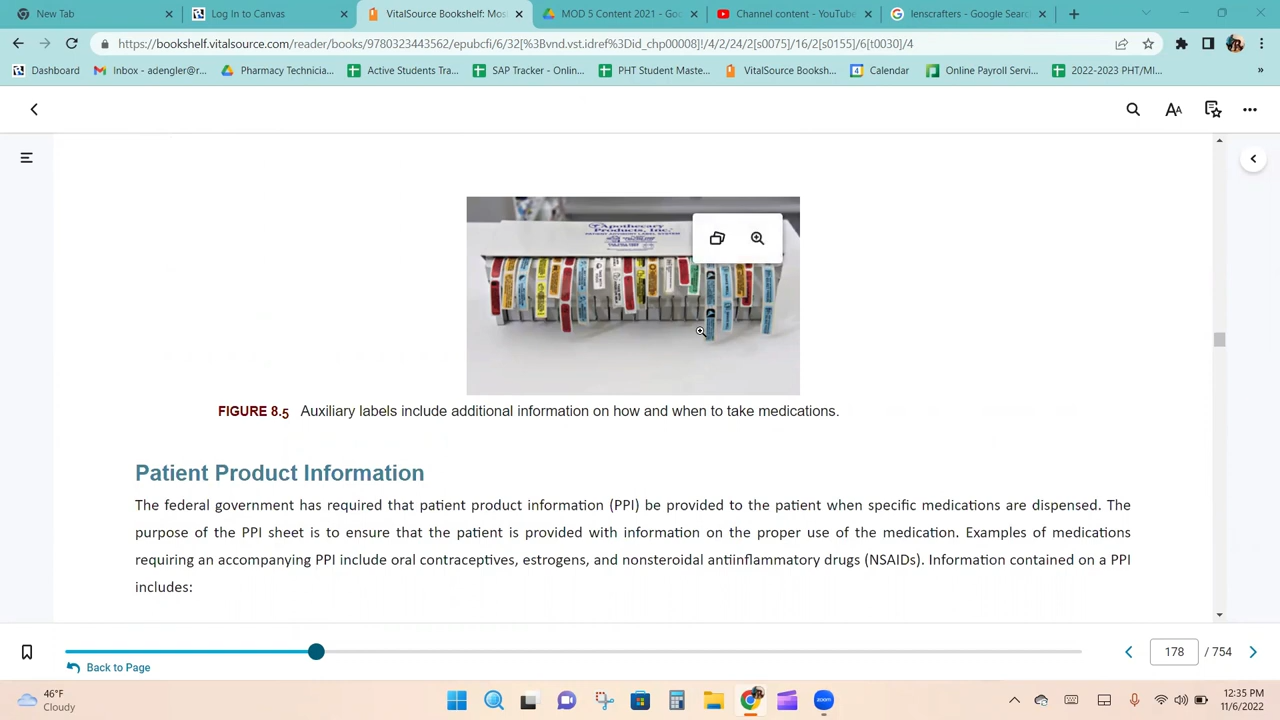 New Tab
Log In to Canvas
VitalSource Bookshelf: Mos
MOD 5 Content 2021 - Goo
Channel content - YouTube
lenscrafters - Google Searc
https://bookshelf.vitalsource.com/reader/books/9780323443562/epubcfi/6/32[%3Bvnd.vst.idref%3Did_chp00008]!/4/2/24/2[s0075]/16/2[s0155]/6[t0030]/4
Dashboard
Inbox - adengler@r...
Pharmacy Technicia...
Active Students Tra...
SAP Tracker - Onlin...
PHT Student Maste...
VitalSource Booksh...
Calendar
Online Payroll Servi...
2022-2023 PHT/MI...
»
AA
Apothecary
Products, Inc.
FIGURE 8.5 Auxiliary labels include additional information on how and when to take medications.
Patient Product Information
The federal government has required that patient product information (PPI) be provided to the patient when specific medications are dispensed. The
purpose of the PPI sheet is to ensure that the patient is provided with information on the proper use of the medication. Examples of medications
requiring an accompanying PPI include oral contraceptives, estrogens, and nonsteroidal antiinflammatory drugs (NSAIDs). Information contained on a PPI
includes:
178 / 754
Back to Page
46°F
Cloudy
zoom
12:35 PM
11/6/2022